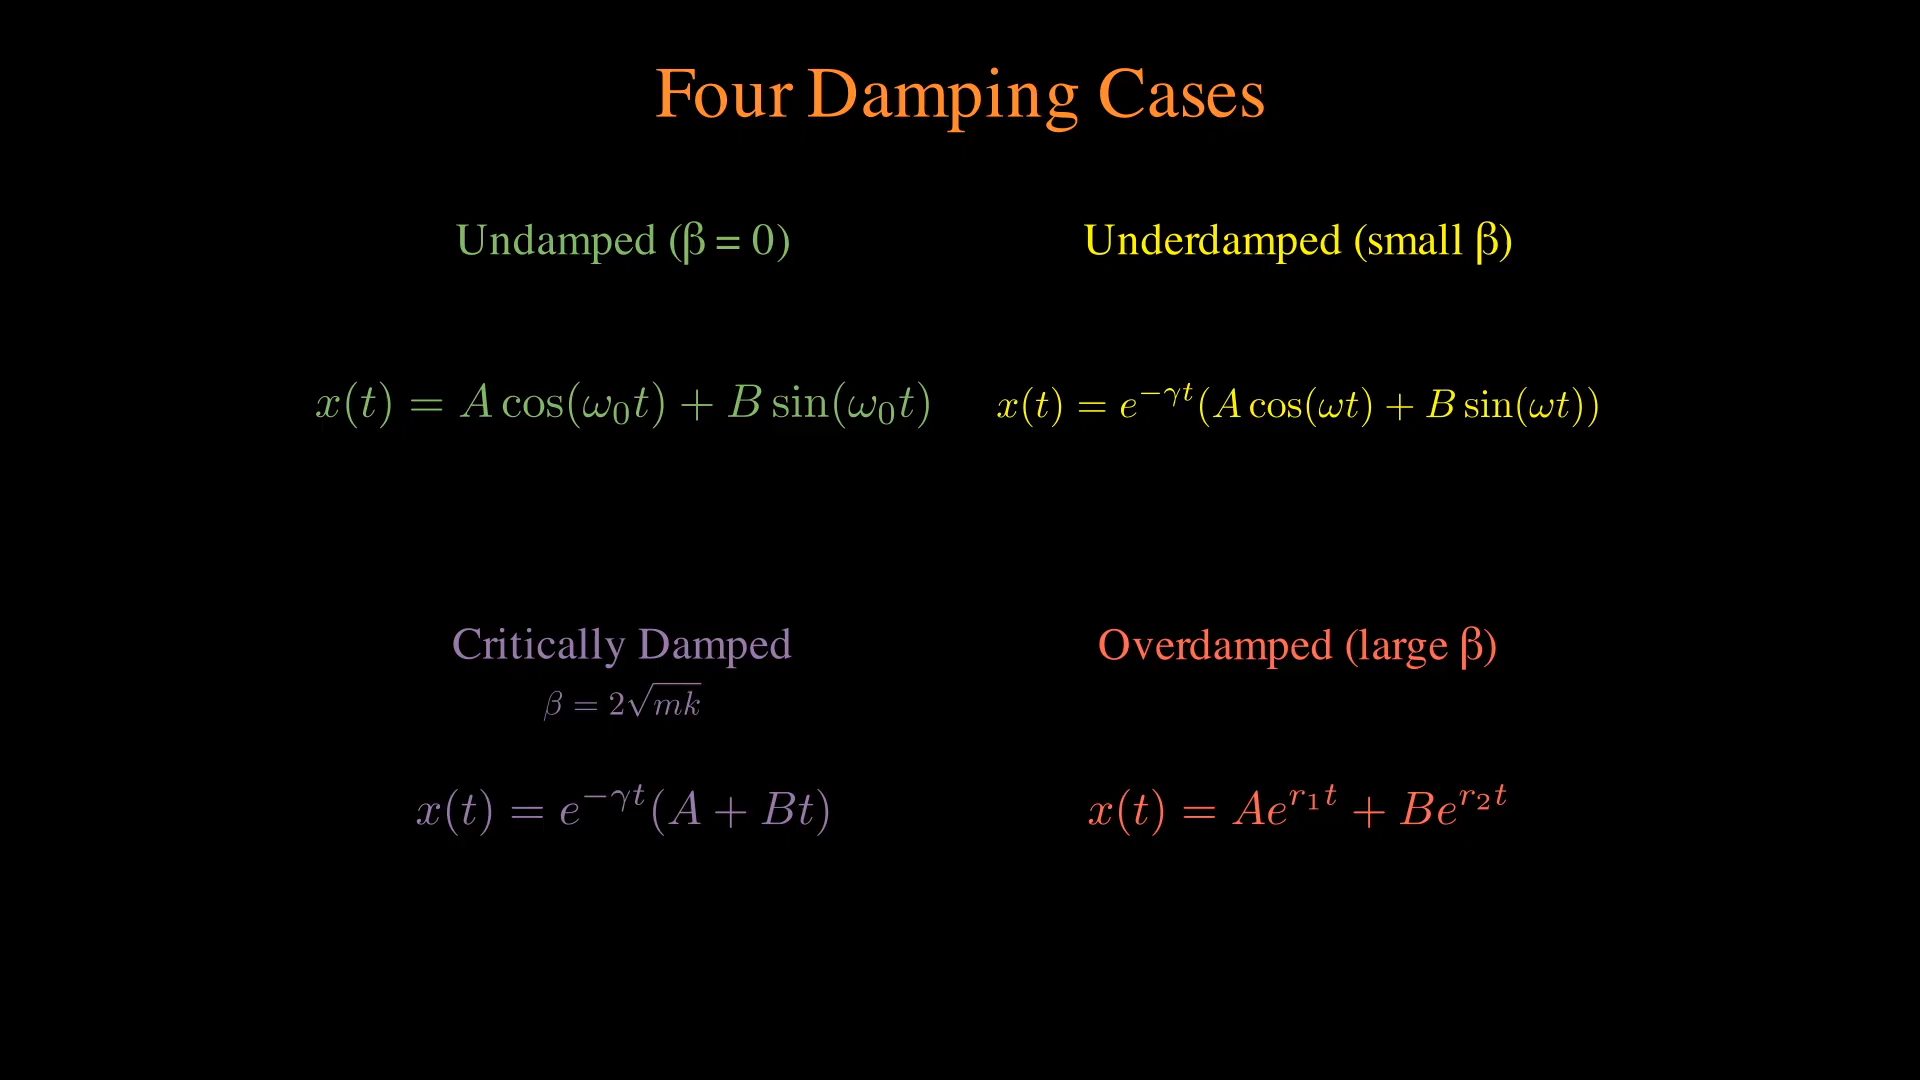 Four Damping Cases
Undamped (β = 0)
x(t) = A cos(ω₀t) + B sin(ω₀t)
Underdamped (small β)
x(t) = e^{−γt}(A cos(ωt) + B sin(ωt))
Critically Damped
β = 2√mk
x(t) = e^{−γt}(A + Bt)
Overdamped (large β)
x(t) = Ae^{r₁t} + Be^{r₂t}